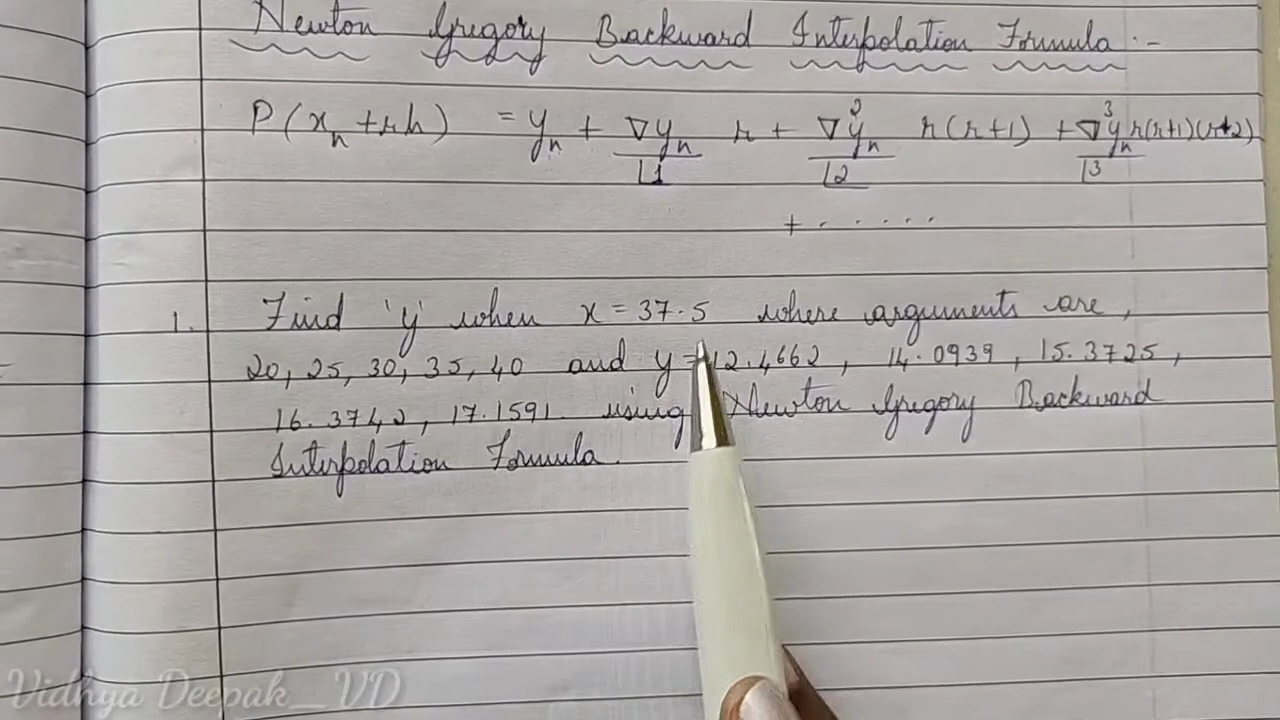 Newton Gregory Backward Interpolation Formula :-
P(xₙ + rh) = yₙ + ∇yₙ/⌊1 r + ∇²yₙ/⌊2 r(r+1) + ∇³yₙ/⌊3 r(r+1)(r+2)
+ . . . . . .
1. Find 'y' when x = 37.5 where arguments are,
20, 25, 30, 35, 40 and y = 12.4662, 14.0939, 15.3725,
16.3742, 17.1591 using Newton Gregory Backward
Interpolation Formula.
Vidhya Deepak_VD